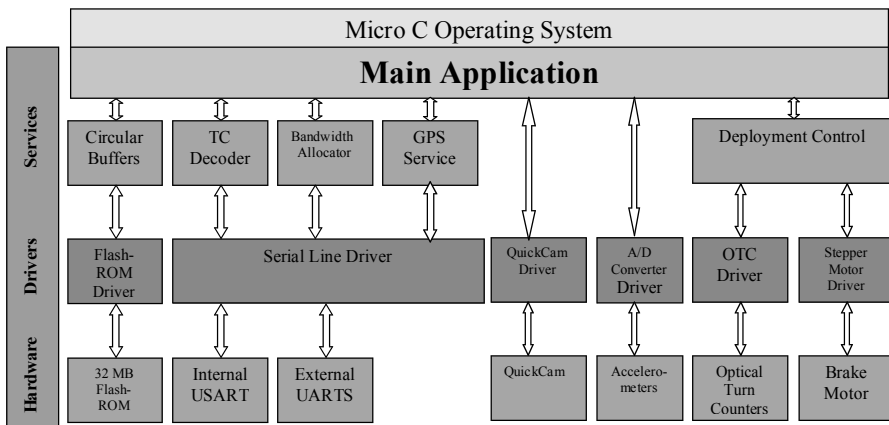 Micro C Operating System
Main Application
Services
Circular
Buffers
TC
Decoder
Bandwidth
Allocator
GPS
Service
Deployment Control
Drivers
Flash-
ROM
Driver
Serial Line Driver
QuickCam
Driver
A/D
Converter
Driver
OTC
Driver
Stepper
Motor
Driver
Hardware
32 MB
Flash-
ROM
Internal
USART
External
UARTS
QuickCam
Accelero-
meters
Optical
Turn
Counters
Brake
Motor